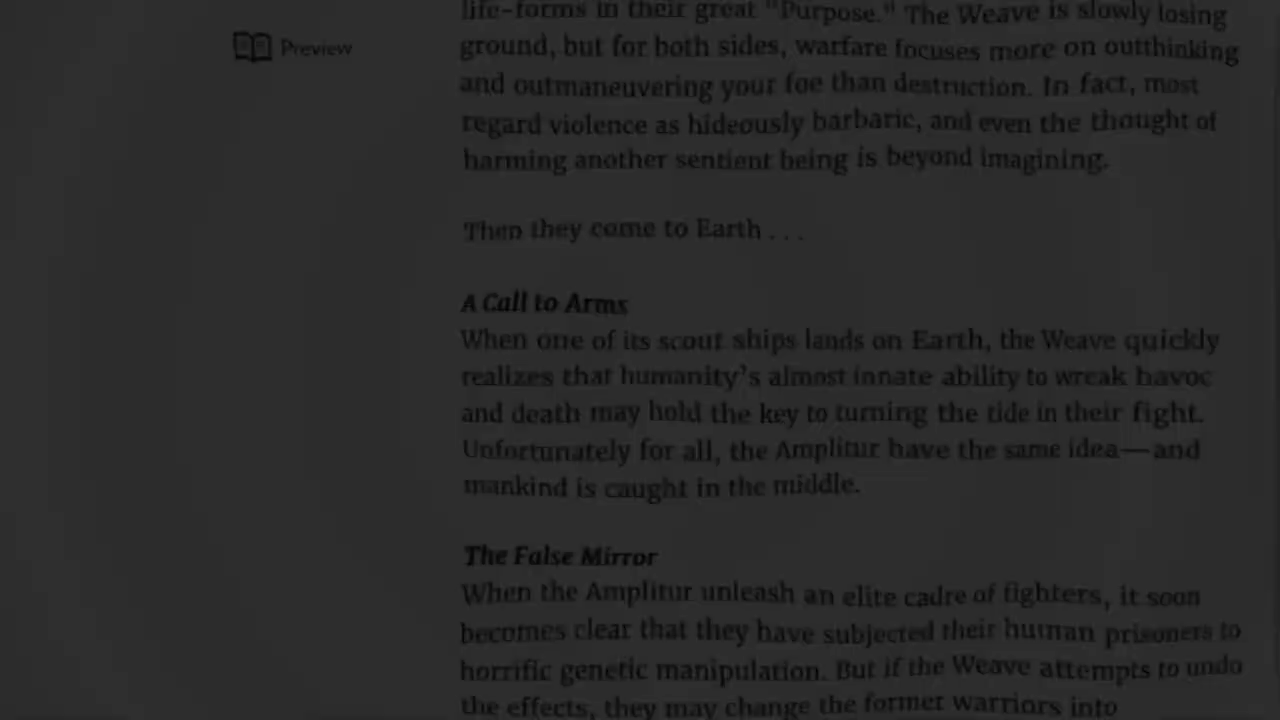 life-forms in their great "Purpose." The Weave is slowly losing
Preview
ground, but for both sides, warfare focuses more on outthinking
and outmaneuvering your foe than destruction. In fact, most
regard violence as hideously barbaric, and even the thought of
harming another sentient being is beyond imagining.
Then they come to Earth . . .
A Call to Arms
When one of its scout ships lands on Earth, the Weave quickly
realizes that humanity's almost innate ability to wreak havoc
and death may hold the key to turning the tide in their fight.
Unfortunately for all, the Amplitur have the same idea—and
mankind is caught in the middle.
The False Mirror
When the Amplitur unleash an elite cadre of fighters, it soon
becomes clear that they have subjected their human prisoners to
horrific genetic manipulation. But if the Weave attempts to undo
the effects, they may change the former warriors into